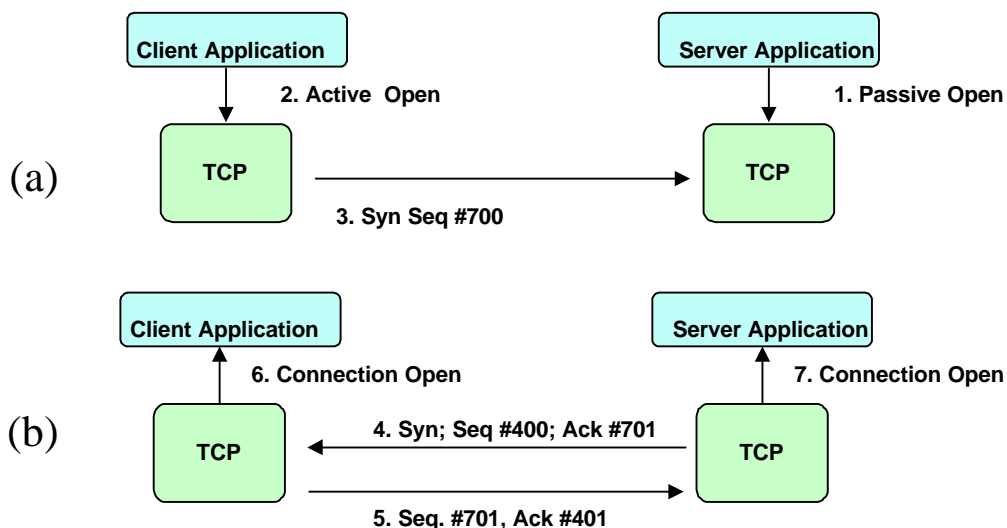 Client Application
Server Application
2. Active Open
1. Passive Open
(a)
TCP
TCP
3. Syn Seq #700
Client Application
Server Application
6. Connection Open
7. Connection Open
(b)
TCP
4. Syn; Seq #400; Ack #701
TCP
5. Seq. #701, Ack #401